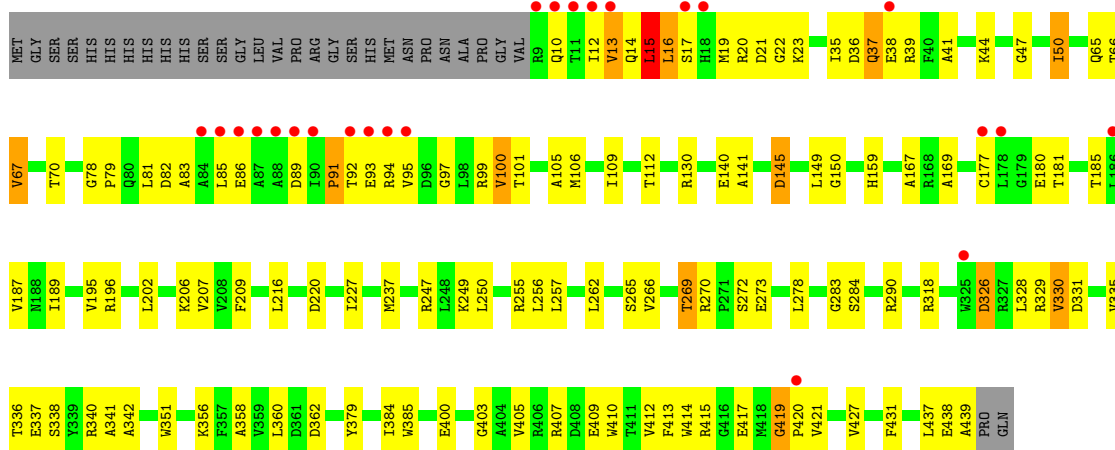 MET GLY SER SER HIS HIS HIS HIS HIS HIS SER SER GLY LEU VAL PRO ARG GLY SER HIS MET ASN PRO ASN ALA PRO GLY VAL R9 Q10 T11 I12 V13 Q14 L15 L16 S17 H18 M19 R20 D21 G22 K23 I35 D36 Q37 E38 R39 F40 A41 K44 G47 I50 Q65 T66
V67 T70 G78 P79 Q80 L81 D82 A83 A84 L85 E86 A87 A88 D89 I90 P91 T92 E93 R94 V95 D96 G97 L98 R99 V100 T101 A105 M106 I109 T112 R130 E140 A141 D145 L149 G150 H159 A167 R168 A169 C177 L178 G179 E180 T181 T185 L186
V187 N188 I189 V195 R196 L202 K206 V207 V208 F209 L216 D220 I227 M237 R247 L248 K249 L250 R255 L256 L257 L262 S265 V266 T269 R270 P271 S272 E273 L278 G283 S284 R290 R318 W325 D326 R327 L328 R329 V330 D331 V335
T336 E337 S338 Y339 R340 A341 A342 W351 K356 F357 A358 V359 L360 D361 D362 Y379 I384 W385 E400 G403 A404 V405 R406 R407 D408 E409 W410 T411 V412 F413 W414 R415 G416 E417 M418 G419 P420 V421 V427 F431 L437 E438 A439 PRO GLN